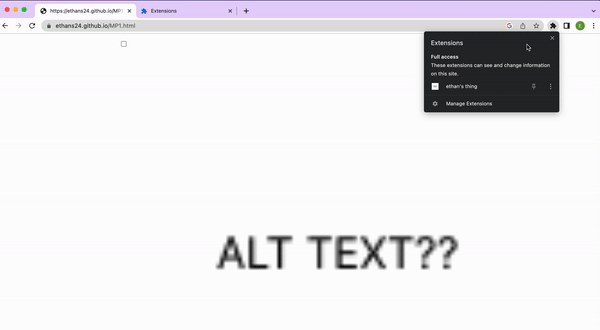 https://ethans24.github.io/MP1
Extensions
ethans24.github.io/MP1.html
G
E
Extensions
Full access
These extensions can see and change information
on this site.
ethan's thing
Manage Extensions
ALT TEXT??